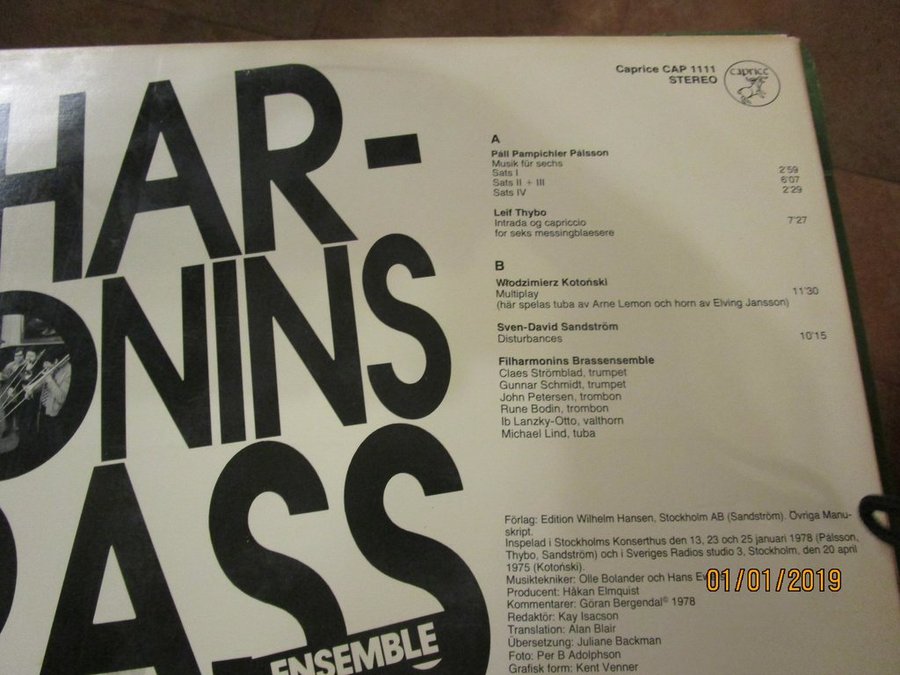 HAR-
ONINS
RASS
ENSEMBLE
Caprice CAP 1111
STEREO
caprice
A
Páll Pampichler Pálsson
Musik für sechs
Sats I 2'59
Sats II + III 6'07
Sats IV 2'29
Leif Thybo
Intrada og capriccio 7'27
for seks messingblaesere
B
Włodzimierz Kotoński
Multiplay 11'30
(här spelas tuba av Arne Lemon och horn av Elving Jansson)
Sven-David Sandström
Disturbances 10'15
Filharmonins Brassensemble
Claes Strömblad, trumpet
Gunnar Schmidt, trumpet
John Petersen, trombon
Rune Bodin, trombon
Ib Lanzky-Otto, valthorn
Michael Lind, tuba
Förlag: Edition Wilhelm Hansen, Stockholm AB (Sandström). Övriga Manu-
skript.
Inspelad i Stockholms Konserthus den 13, 23 och 25 januari 1978 (Pálsson,
Thybo, Sandström) och i Sveriges Radios studio 3, Stockholm, den 20 april
1975 (Kotoński).
Musiktekniker: Olle Bolander och Hans
Producent: Håkan Elmquist
Kommentarer: Göran Bergendal © 1978
Redaktör: Kay Isacson
Translation: Alan Blair
Übersetzung: Juliane Backman
Foto: Per B Adolphson
Grafisk form: Kent Venner
01/01/2019